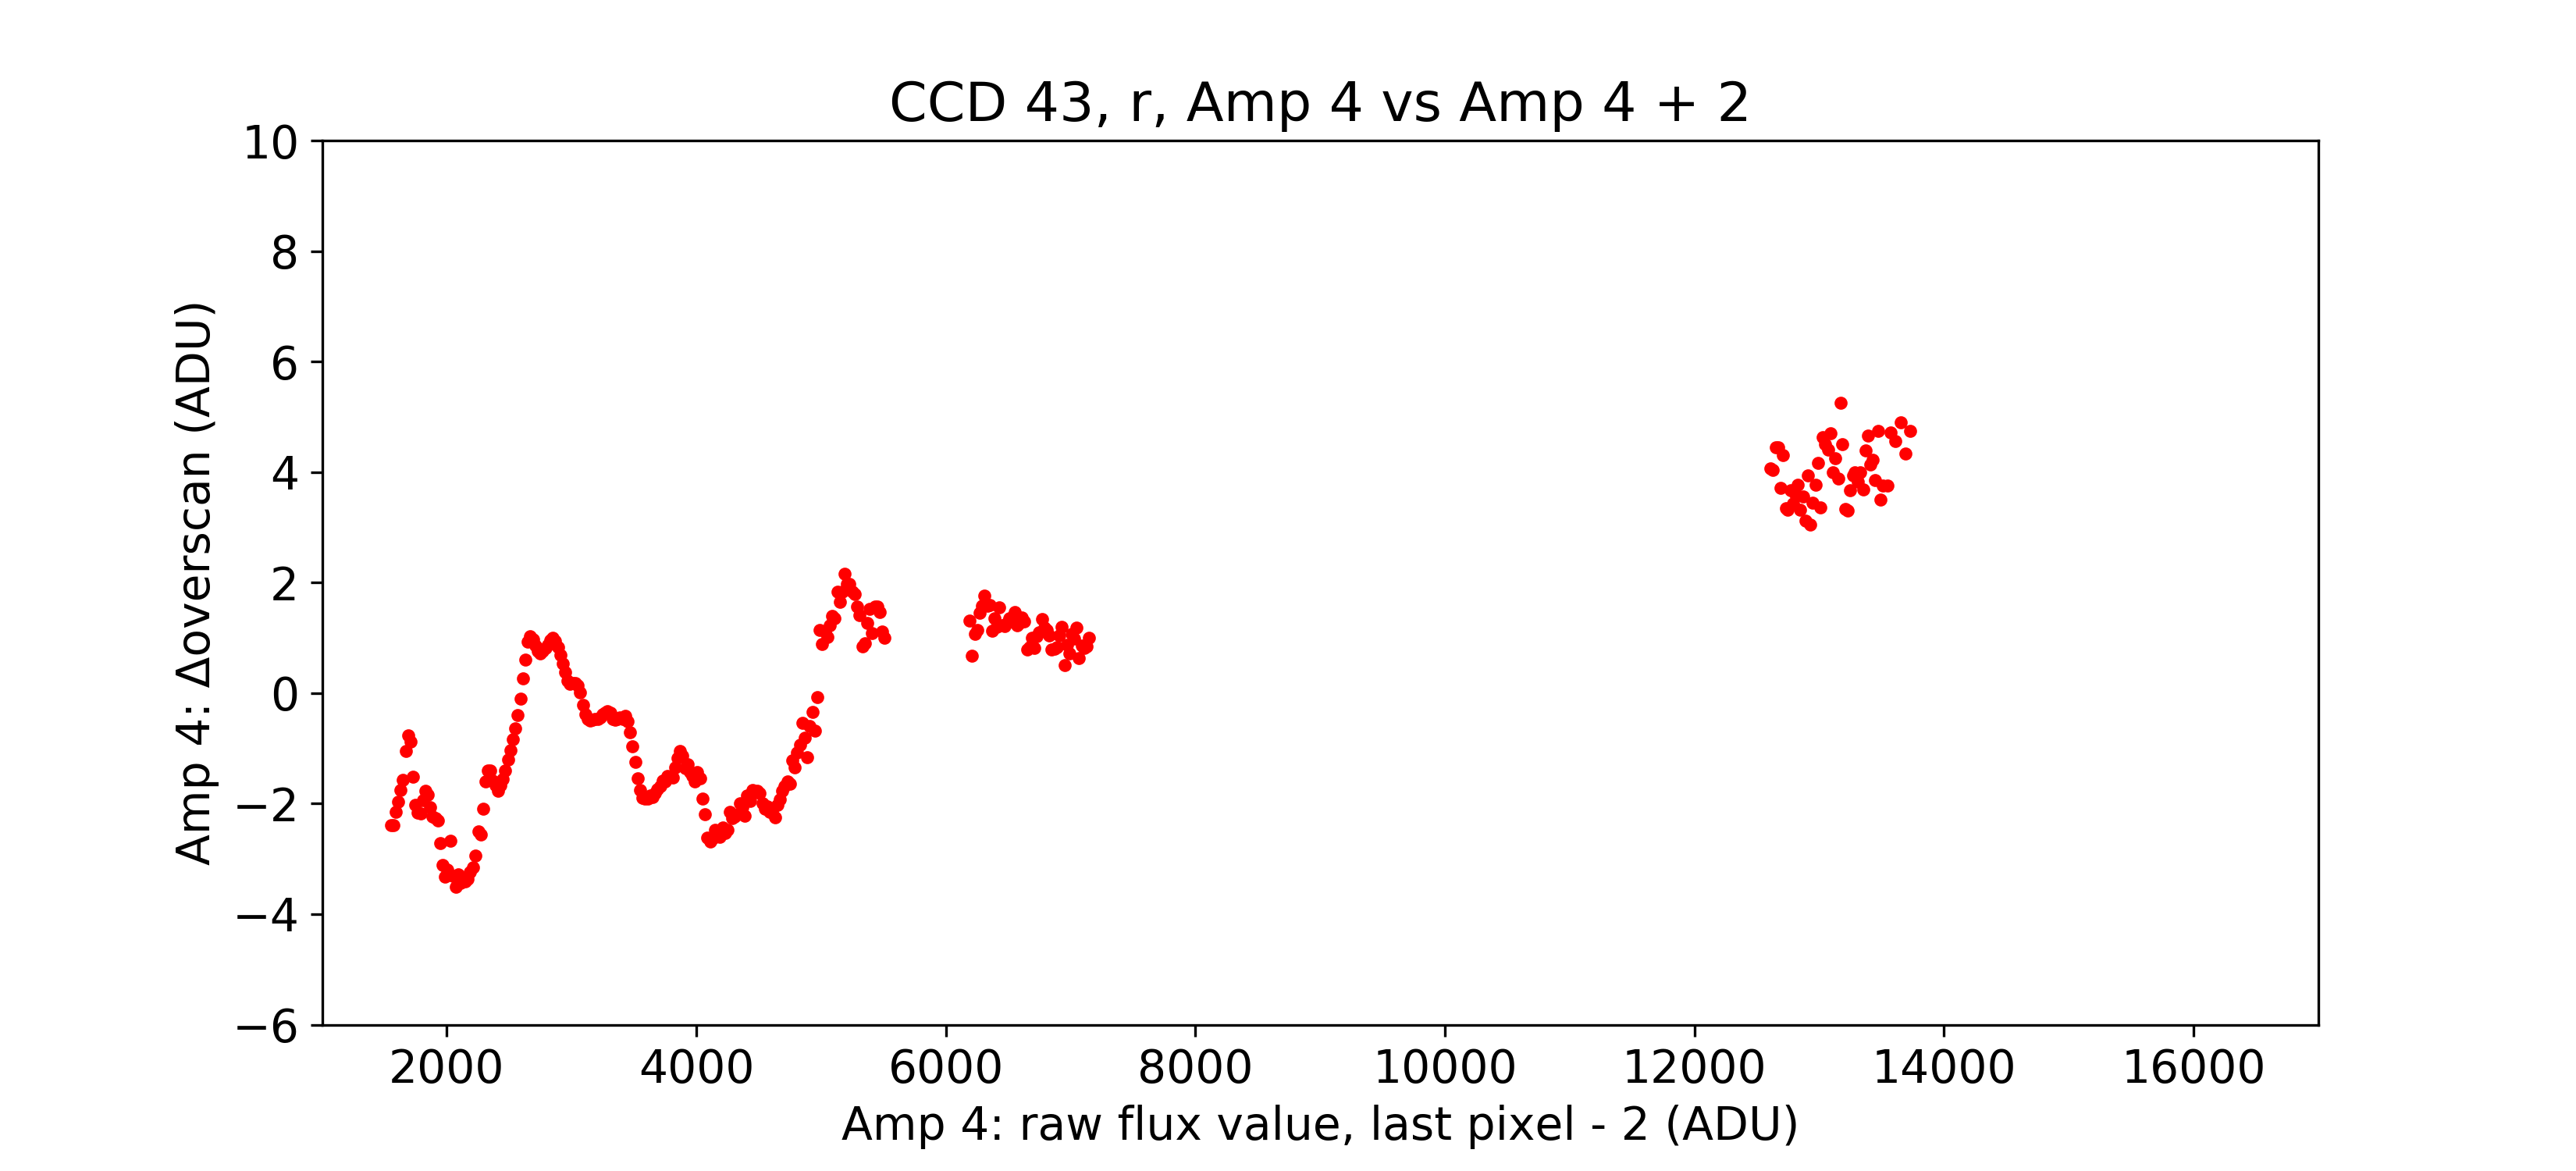 CCD 43, r, Amp 4 vs Amp 4 + 2
10
8
6
4
2
0
−2
−4
−6
Amp 4: Δoverscan (ADU)
2000 4000 6000 8000 10000 12000 14000 16000
Amp 4: raw flux value, last pixel - 2 (ADU)